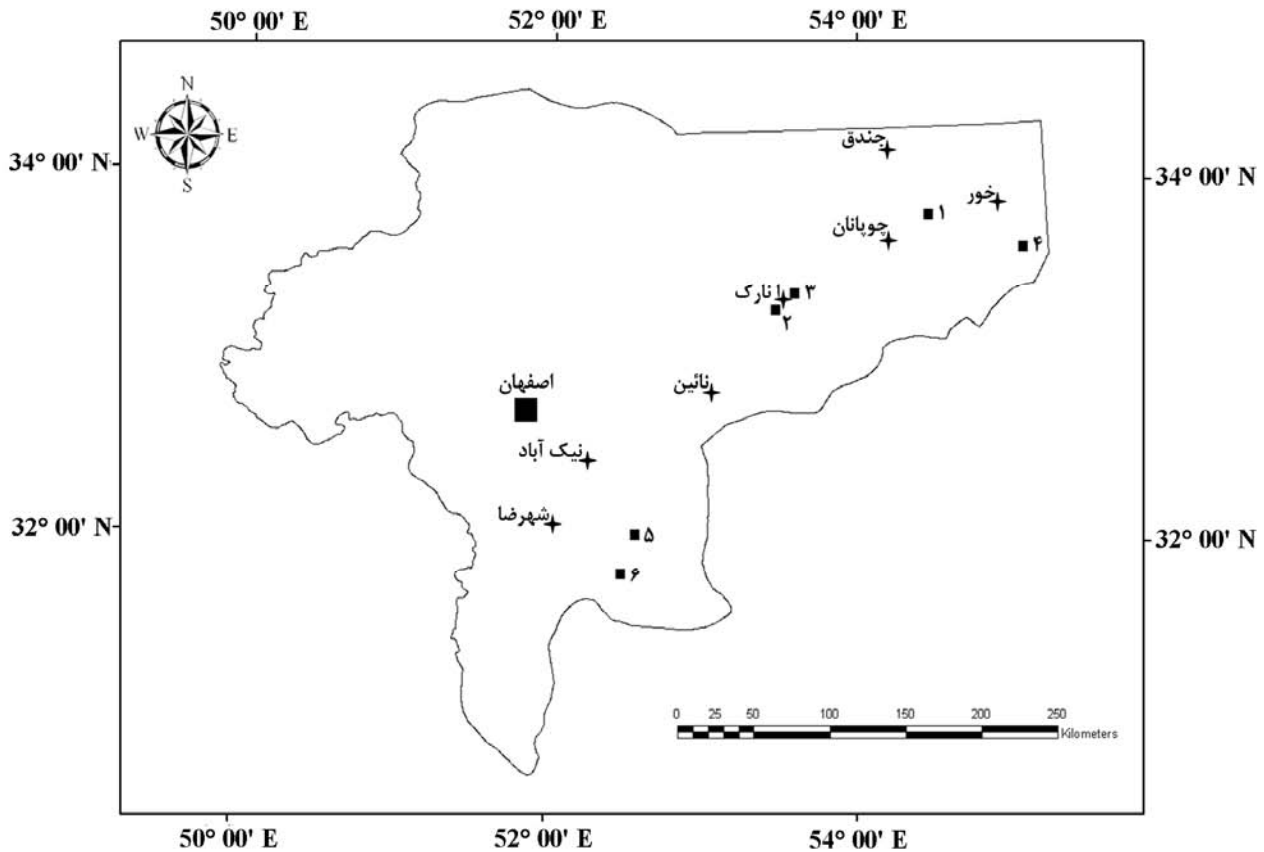 50° 00' E
52° 00' E
54° 00' E
N
W
E
S
34° 00' N
34° 00' N
جندق
خور
۱
چوپانان
۴
۳
نارک
۲
نائین
اصفهان
نیک آباد
شهرضا
۵
۶
32° 00' N
32° 00' N
0 25 50 100 150 200 250
Kilometers
50° 00' E
52° 00' E
54° 00' E